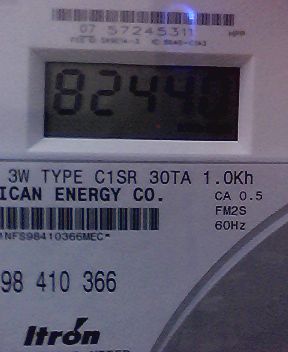 07 57245311
8244
3W TYPE C1SR 30TA 1.0Kh
ICAN ENERGY CO. CA 0.5
FM2S
60Hz
98 410 366
Itrón